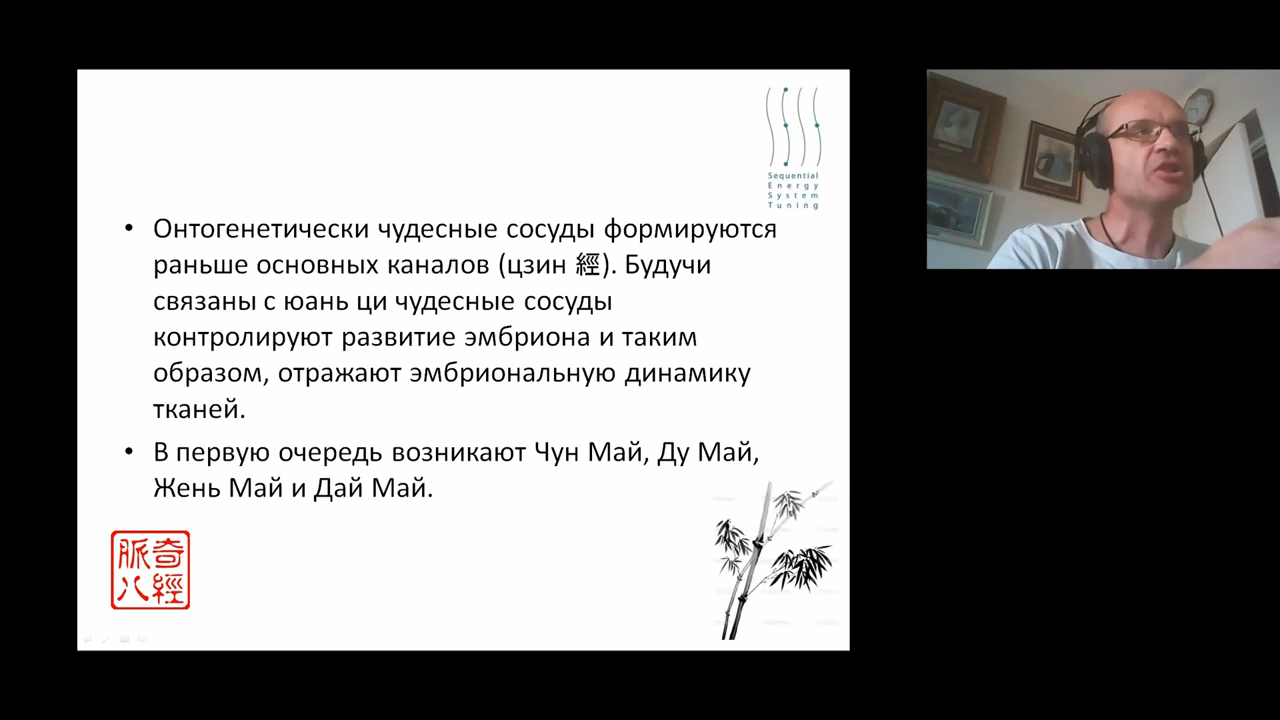 Sequential
Energy
System
Tuning
• Онтогенетически чудесные сосуды формируются
раньше основных каналов (цзин 經). Будучи
связаны с юань ци чудесные сосуды
контролируют развитие эмбриона и таким
образом, отражают эмбриональную динамику
тканей.
• В первую очередь возникают Чун Май, Ду Май,
Жень Май и Дай Май.
奇經
八脈